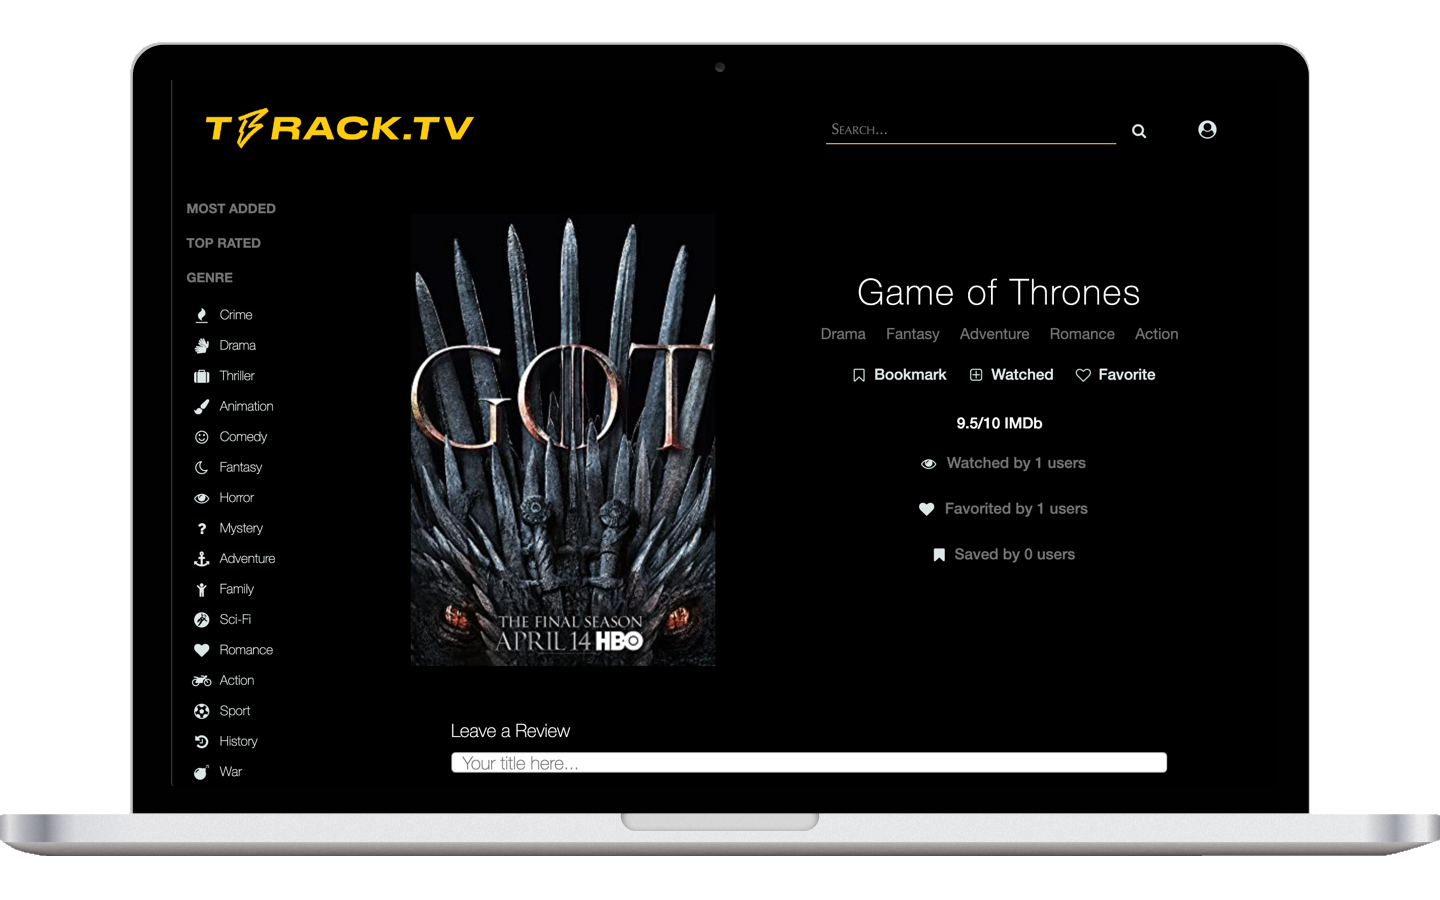 TBRACK.TV
Search...
MOST ADDED
TOP RATED
GENRE
Crime
Drama
Thriller
Animation
Comedy
Fantasy
Horror
Mystery
Adventure
Family
Sci-Fi
Romance
Action
Sport
History
War
GOT
THE FINAL SEASON
APRIL 14 HBO
Game of Thrones
Drama Fantasy Adventure Romance Action
Bookmark Watched Favorite
9.5/10 IMDb
Watched by 1 users
Favorited by 1 users
Saved by 0 users
Leave a Review
Your title here...